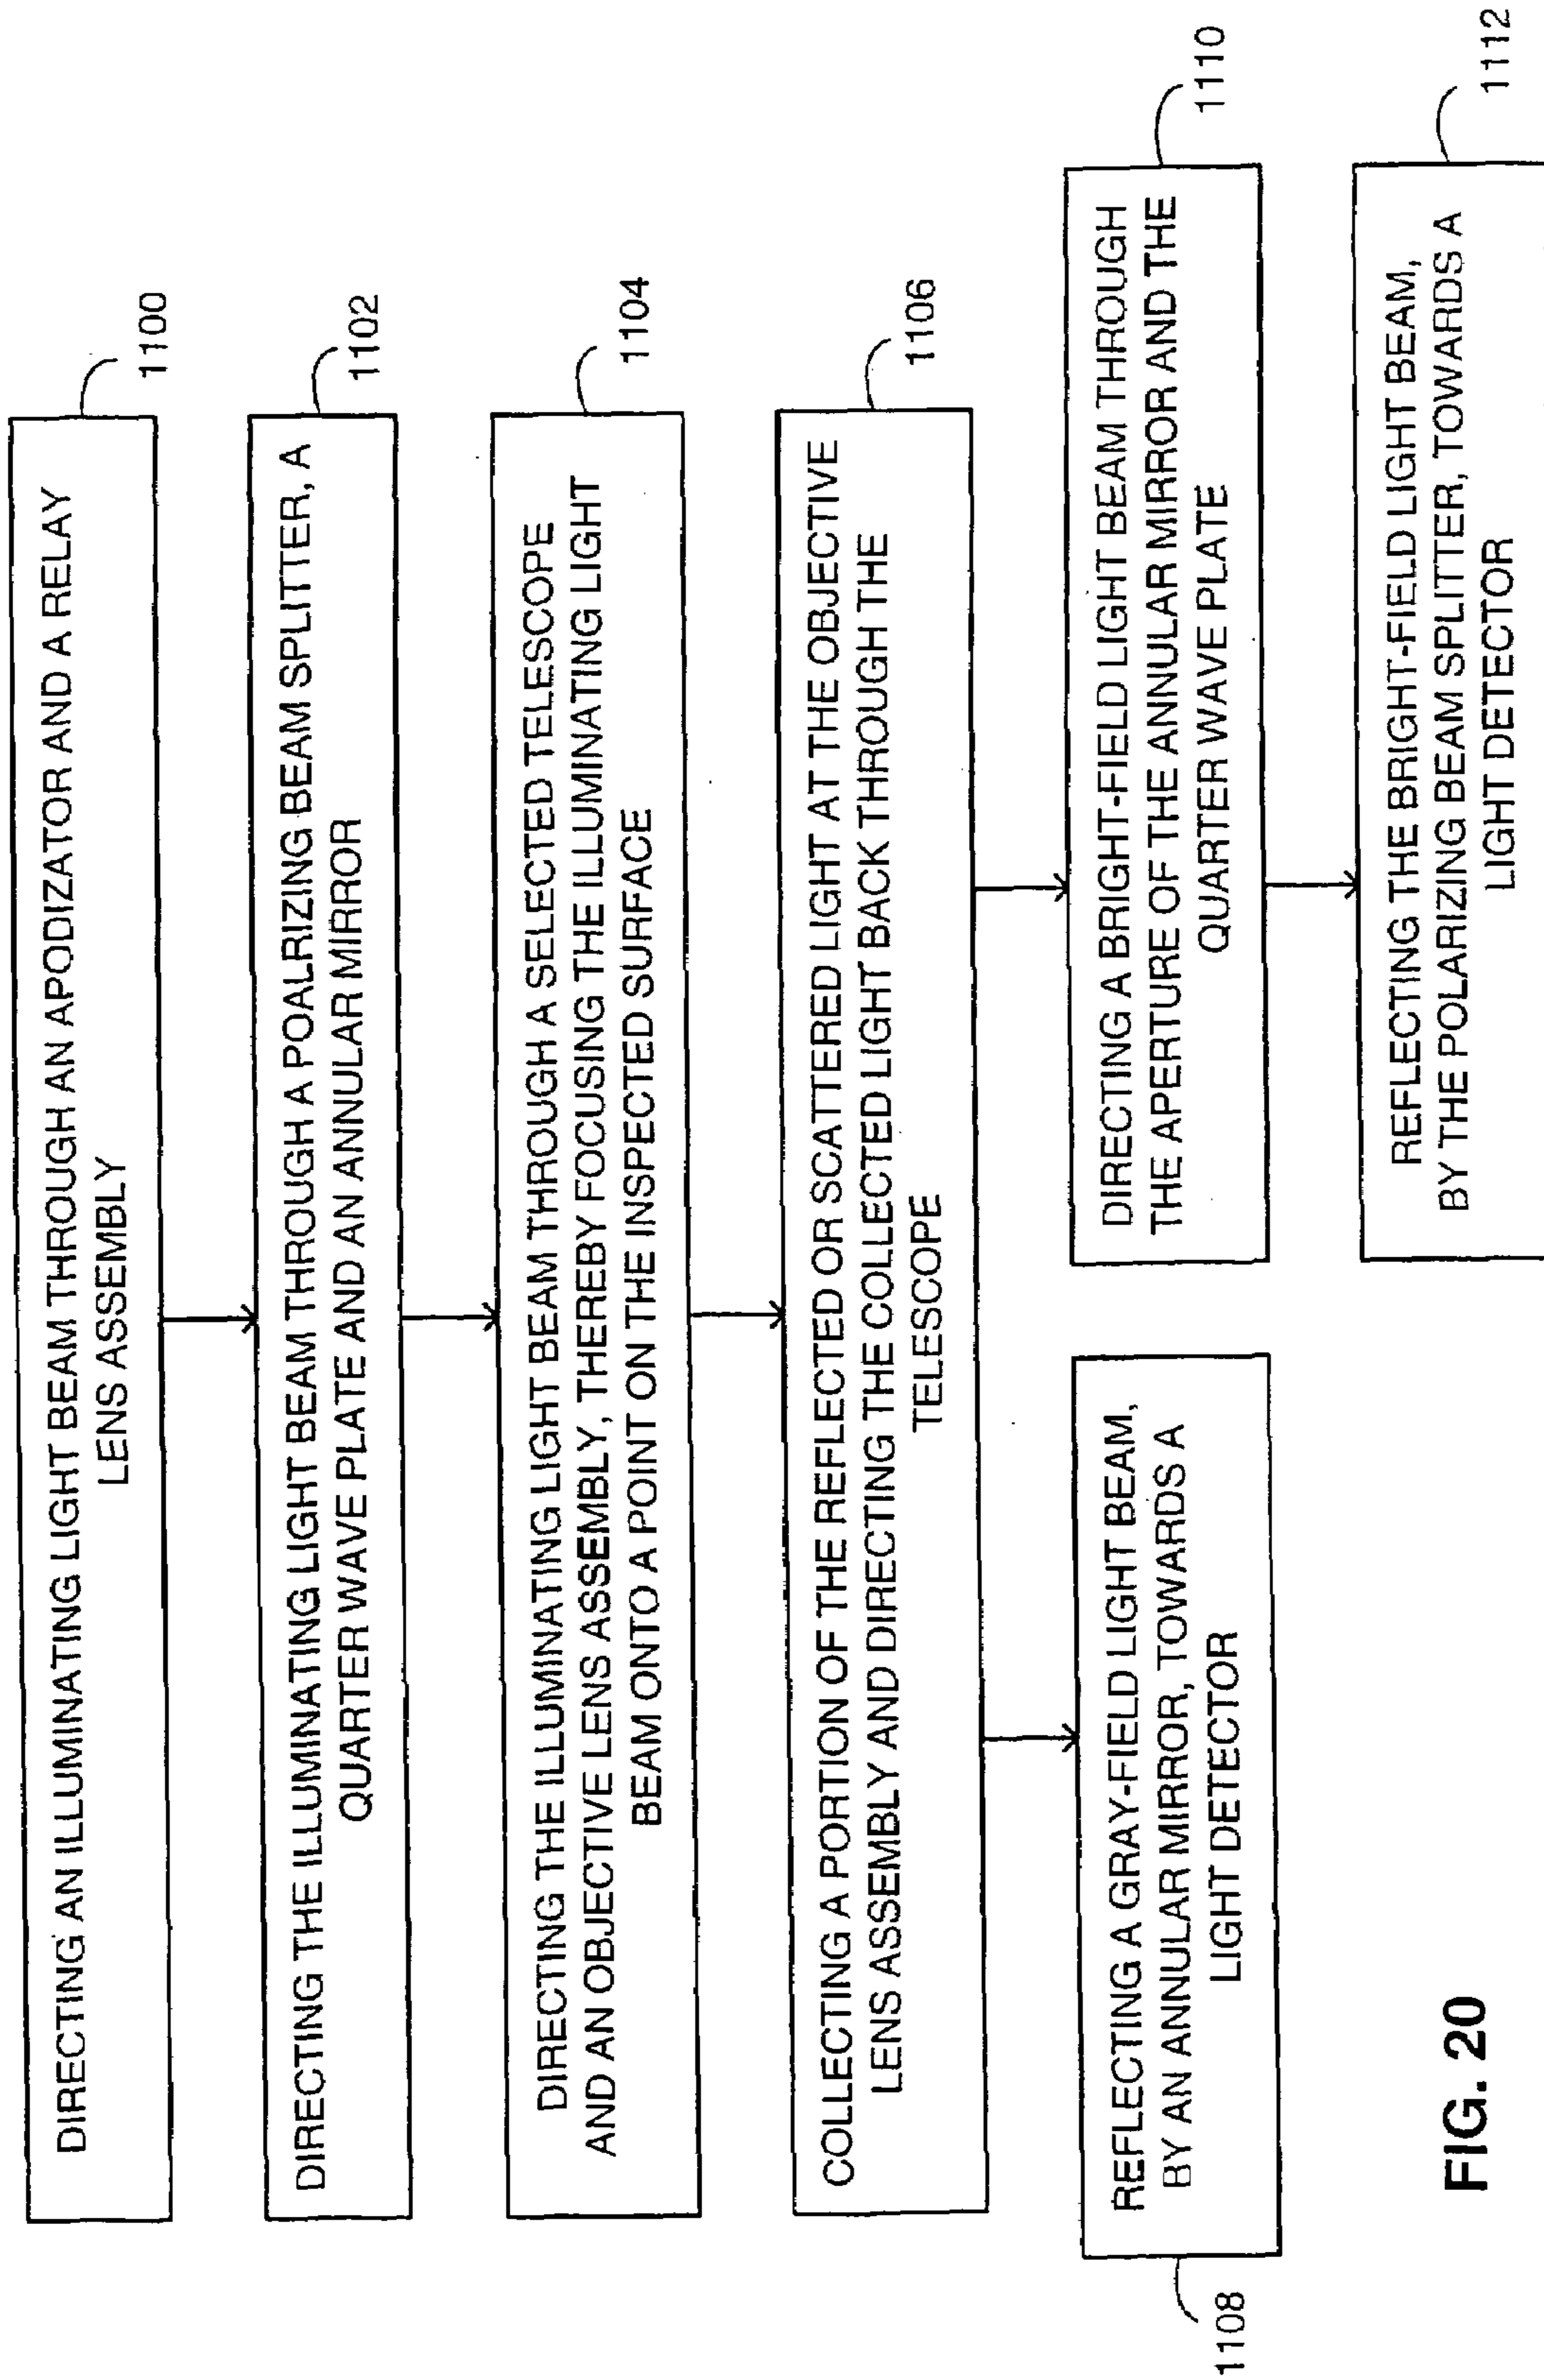 DIRECTING AN ILLUMINATING LIGHT BEAM THROUGH AN APODIZATOR AND A RELAY
LENS ASSEMBLY
1100
DIRECTING THE ILLUMINATING LIGHT BEAM THROUGH A POALRIZING BEAM SPLITTER, A
QUARTER WAVE PLATE AND AN ANNULAR MIRROR
1102
DIRECTING THE ILLUMINATING LIGHT BEAM THROUGH A SELECTED TELESCOPE
AND AN OBJECTIVE LENS ASSEMBLY, THEREBY FOCUSING THE ILLUMINATING LIGHT
BEAM ONTO A POINT ON THE INSPECTED SURFACE
1104
COLLECTING A PORTION OF THE REFLECTED OR SCATTERED LIGHT AT THE OBJECTIVE
LENS ASSEMBLY AND DIRECTING THE COLLECTED LIGHT BACK THROUGH THE
TELESCOPE
1106
REFLECTING A GRAY-FIELD LIGHT BEAM,
BY AN ANNULAR MIRROR, TOWARDS A
LIGHT DETECTOR
1108
DIRECTING A BRIGHT-FIELD LIGHT BEAM THROUGH
THE APERTURE OF THE ANNULAR MIRROR AND THE
QUARTER WAVE PLATE
1110
REFLECTING THE BRIGHT-FIELD LIGHT BEAM,
BY THE POLARIZING BEAM SPLITTER, TOWARDS A
LIGHT DETECTOR
1112
FIG. 20